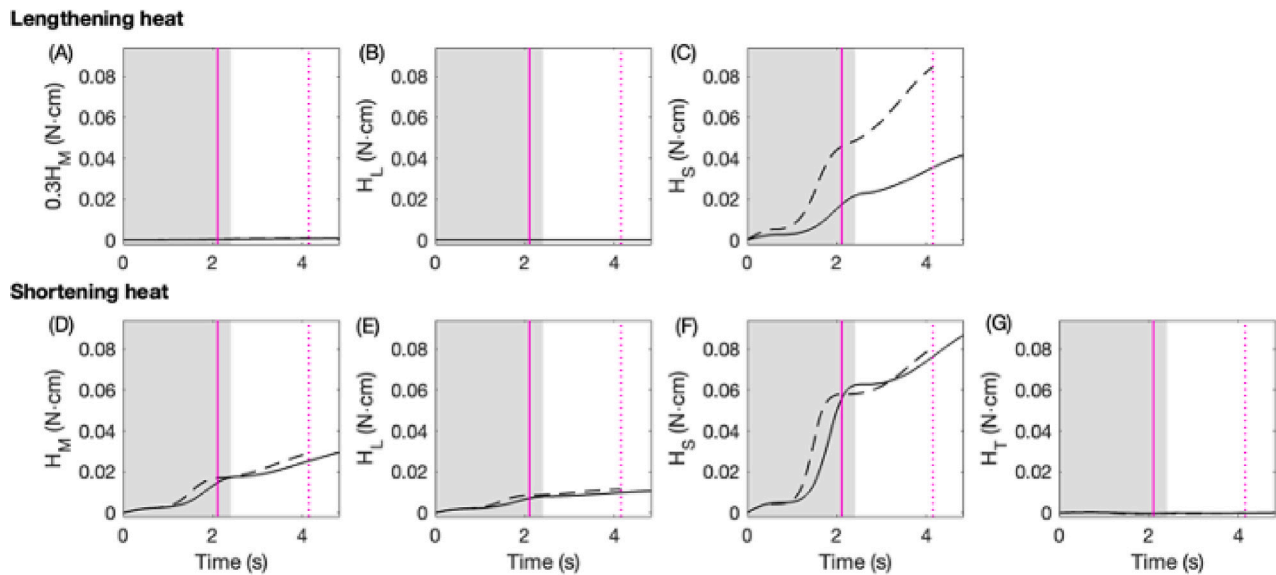 Lengthening heat
(A) (B) (C)
0.08 0.08 0.08
0.06 0.06 0.06
0.04 0.04 0.04
0.02 0.02 0.02
0 0 0
0.3H_M (N·cm) H_L (N·cm) H_S (N·cm)
0 2 4 0 2 4 0 2 4
Shortening heat
(D) (E) (F) (G)
0.08 0.08 0.08 0.08
0.06 0.06 0.06 0.06
0.04 0.04 0.04 0.04
0.02 0.02 0.02 0.02
0 0 0 0
H_M (N·cm) H_L (N·cm) H_S (N·cm) H_T (N·cm)
0 2 4 0 2 4 0 2 4 0 2 4
Time (s) Time (s) Time (s) Time (s)